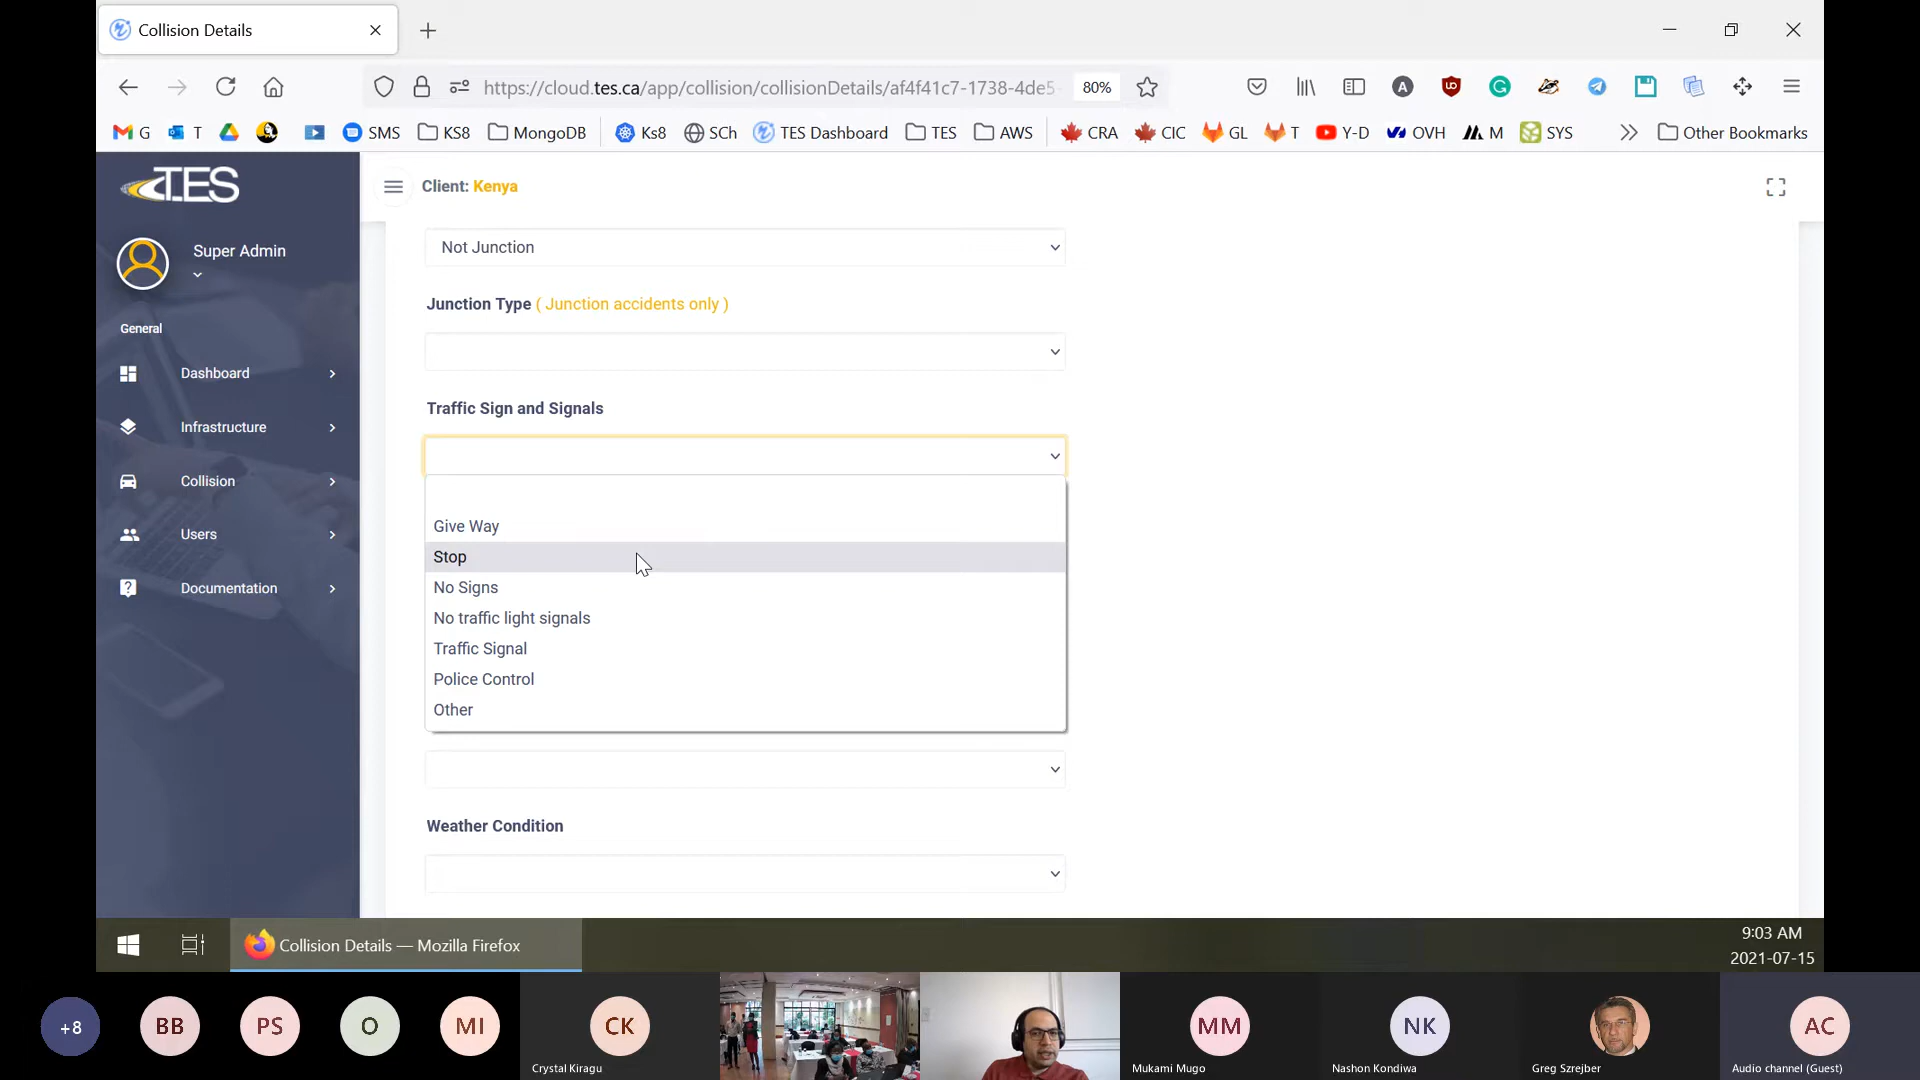 Collision Details
https://cloud.tes.ca/app/collision/collisionDetails/af4f41c7-1738-4de5-
80%
G
T
SMS
KS8
MongoDB
Ks8
SCh
TES Dashboard
TES
AWS
CRA
CIC
GL
T
Y-D
OVH
M
SYS
Other Bookmarks
TES
Client: Kenya
Super Admin
General
Dashboard
Infrastructure
Collision
Users
Documentation
Not Junction
Junction Type ( Junction accidents only )
Traffic Sign and Signals
Give Way
Stop
No Signs
No traffic light signals
Traffic Signal
Police Control
Other
Weather Condition
Collision Details — Mozilla Firefox
9:03 AM
2021-07-15
+8
BB
PS
O
MI
CK
Crystal Kiragu
MM
Mukami Mugo
NK
Nashon Kondiwa
Greg Szrejber
AC
Audio channel (Guest)